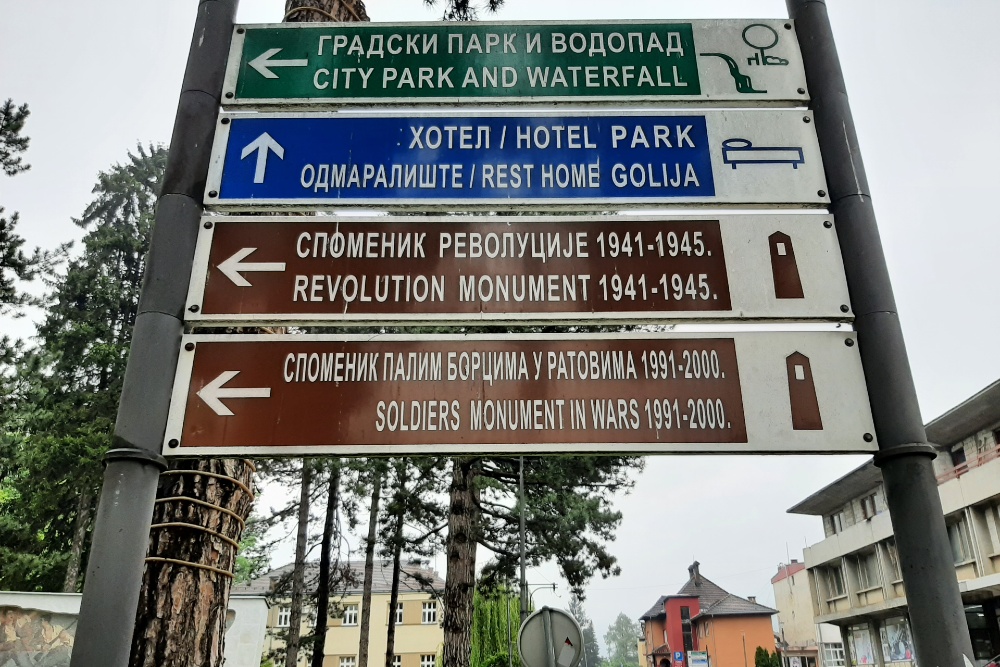 ГРАДСКИ ПАРК И ВОДОПАД
CITY PARK AND WATERFALL
ХОТЕЛ / HOTEL PARK
ОДМАРАЛИШТЕ / REST HOME GOLIJA
СПОМЕНИК РЕВОЛУЦИЈЕ 1941-1945.
REVOLUTION MONUMENT 1941-1945.
СПОМЕНИК ПАЛИМ БОРЦИМА У РАТОВИМА 1991-2000.
SOLDIERS MONUMENT IN WARS 1991-2000.